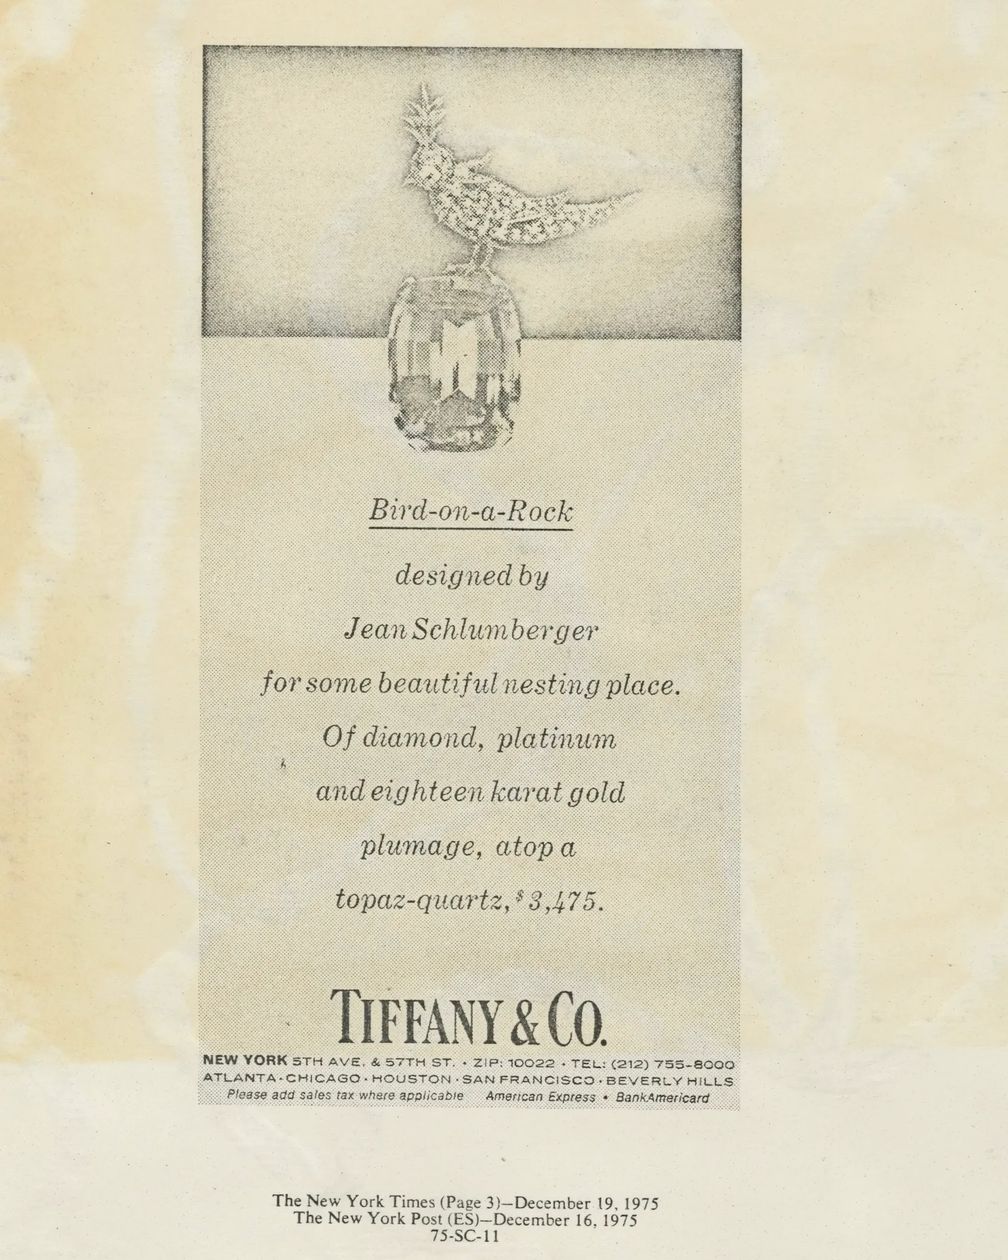 Bird-on-a-Rock
designed by
Jean Schlumberger
for some beautiful nesting place.
Of diamond, platinum
and eighteen karat gold
plumage, atop a
topaz-quartz, $3,475.
TIFFANY & CO.
NEW YORK 5TH AVE. & 57TH ST. • ZIP: 10022 • TEL: (212) 755-8000
ATLANTA • CHICAGO • HOUSTON • SAN FRANCISCO • BEVERLY HILLS
Please add sales tax where applicable American Express • BankAmericard
The New York Times (Page 3)—December 19, 1975
The New York Post (ES)—December 16, 1975
75-SC-11